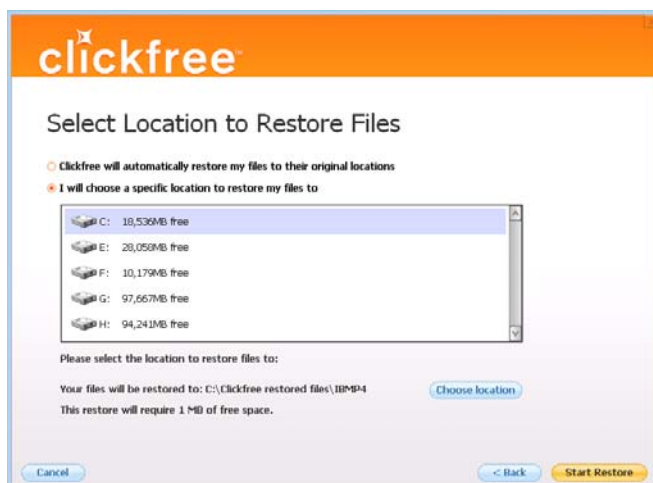 clickfree
Select Location to Restore Files
Clickfree will automatically restore my files to their original locations
I will choose a specific location to restore my files to
C: 18,536MB free
E: 28,058MB free
F: 10,179MB free
G: 97,667MB free
H: 94,241MB free
Please select the location to restore files to:
Your files will be restored to: C:\Clickfree restored files\IBMP4
Choose location
This restore will require 1 MB of free space.
Cancel
< Back
Start Restore